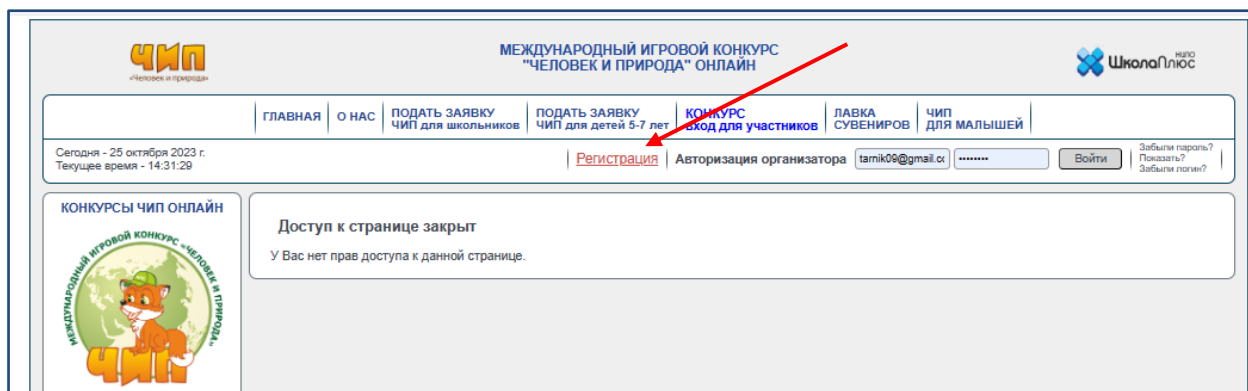 ЧИП
«Человек и природа»
МЕЖДУНАРОДНЫЙ ИГРОВОЙ КОНКУРС
"ЧЕЛОВЕК И ПРИРОДА" ОНЛАЙН
ШколаПлюс
НИПО
ГЛАВНАЯ
О НАС
ПОДАТЬ ЗАЯВКУ
ЧИП для школьников
ПОДАТЬ ЗАЯВКУ
ЧИП для детей 5-7 лет
КОНКУРС
вход для участников
ЛАВКА
СУВЕНИРОВ
ЧИП
ДЛЯ МАЛЫШЕЙ
Сегодня - 25 октября 2023 г.
Текущее время - 14:31:29
Регистрация
Авторизация организатора
tarnik09@gmail.cc
••••••••
Войти
Забыли пароль?
Показать?
Забыли логин?
КОНКУРСЫ ЧИП ОНЛАЙН
МЕЖДУНАРОДНЫЙ ИГРОВОЙ КОНКУРС «ЧЕЛОВЕК И ПРИРОДА»
ЧИП
Доступ к странице закрыт
У Вас нет прав доступа к данной странице.